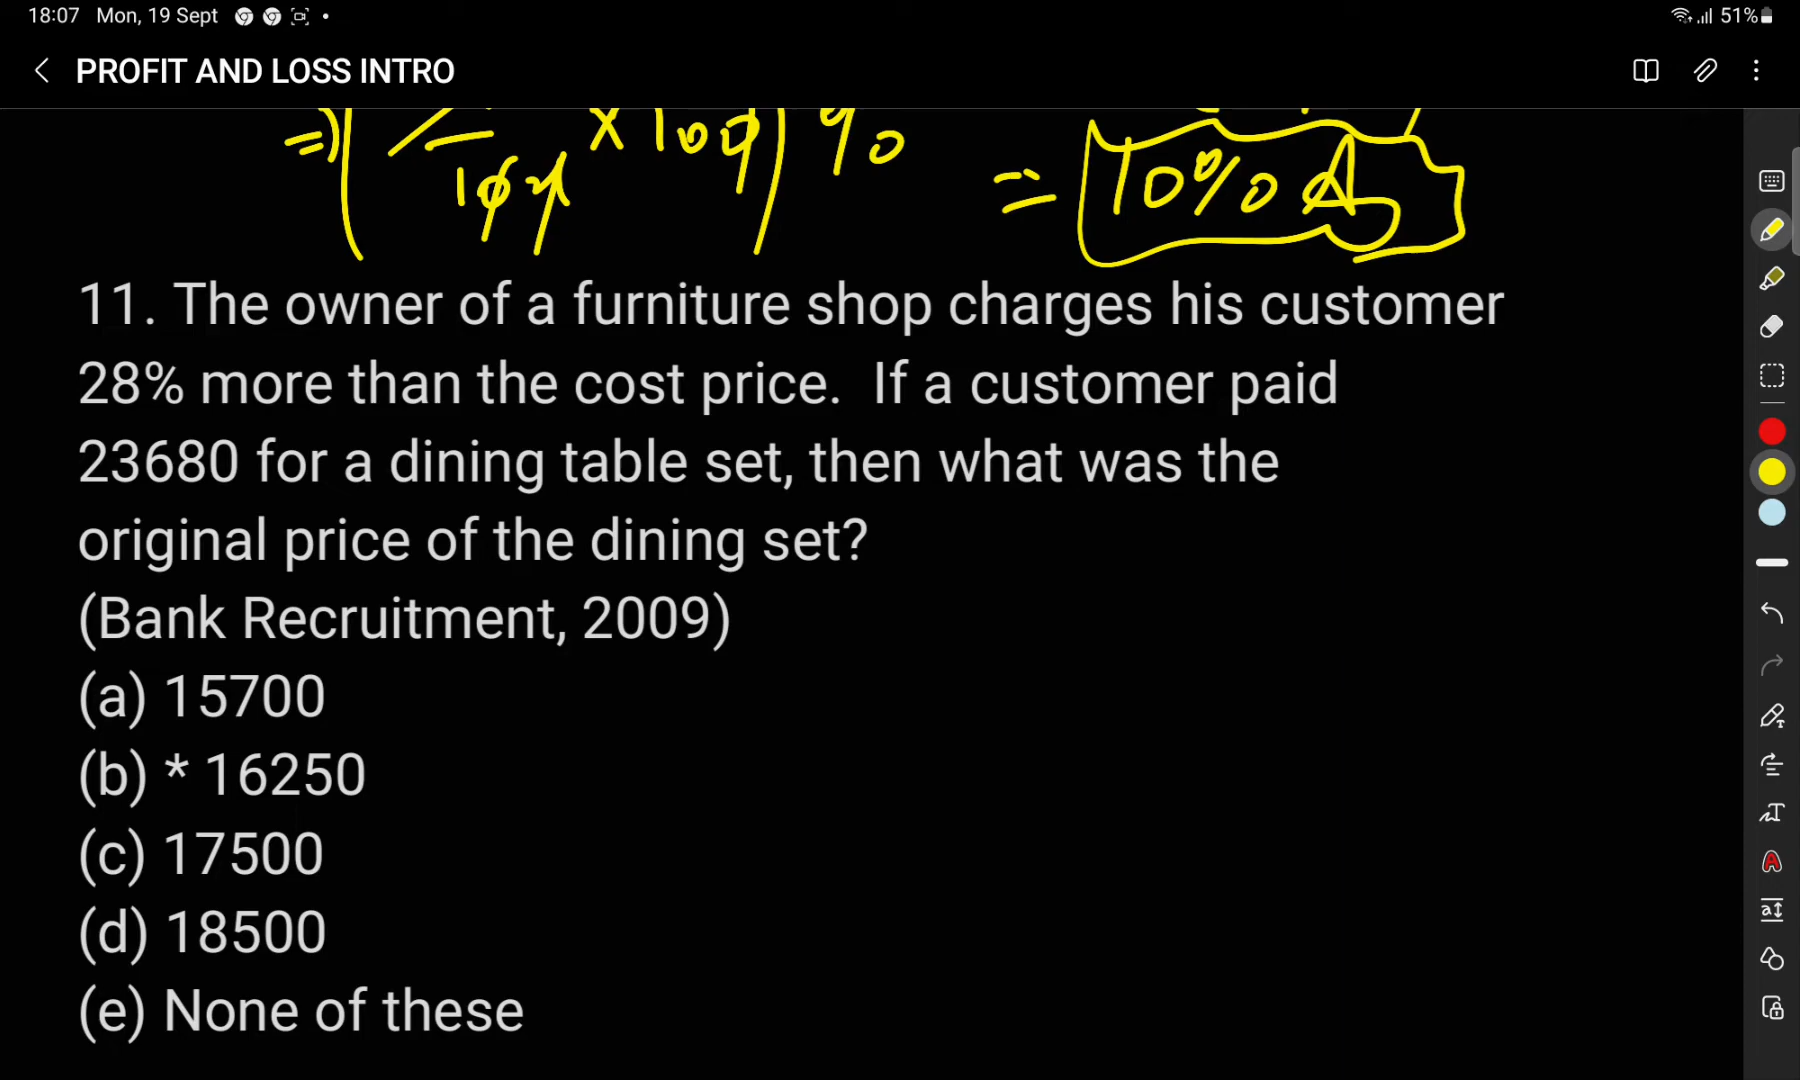 18:07 Mon, 19 Sept
51%
PROFIT AND LOSS INTRO
=) ( / 10x × 100 ) %
= 10% A
11. The owner of a furniture shop charges his customer
28% more than the cost price. If a customer paid
23680 for a dining table set, then what was the
original price of the dining set?
(Bank Recruitment, 2009)
(a) 15700
(b) * 16250
(c) 17500
(d) 18500
(e) None of these